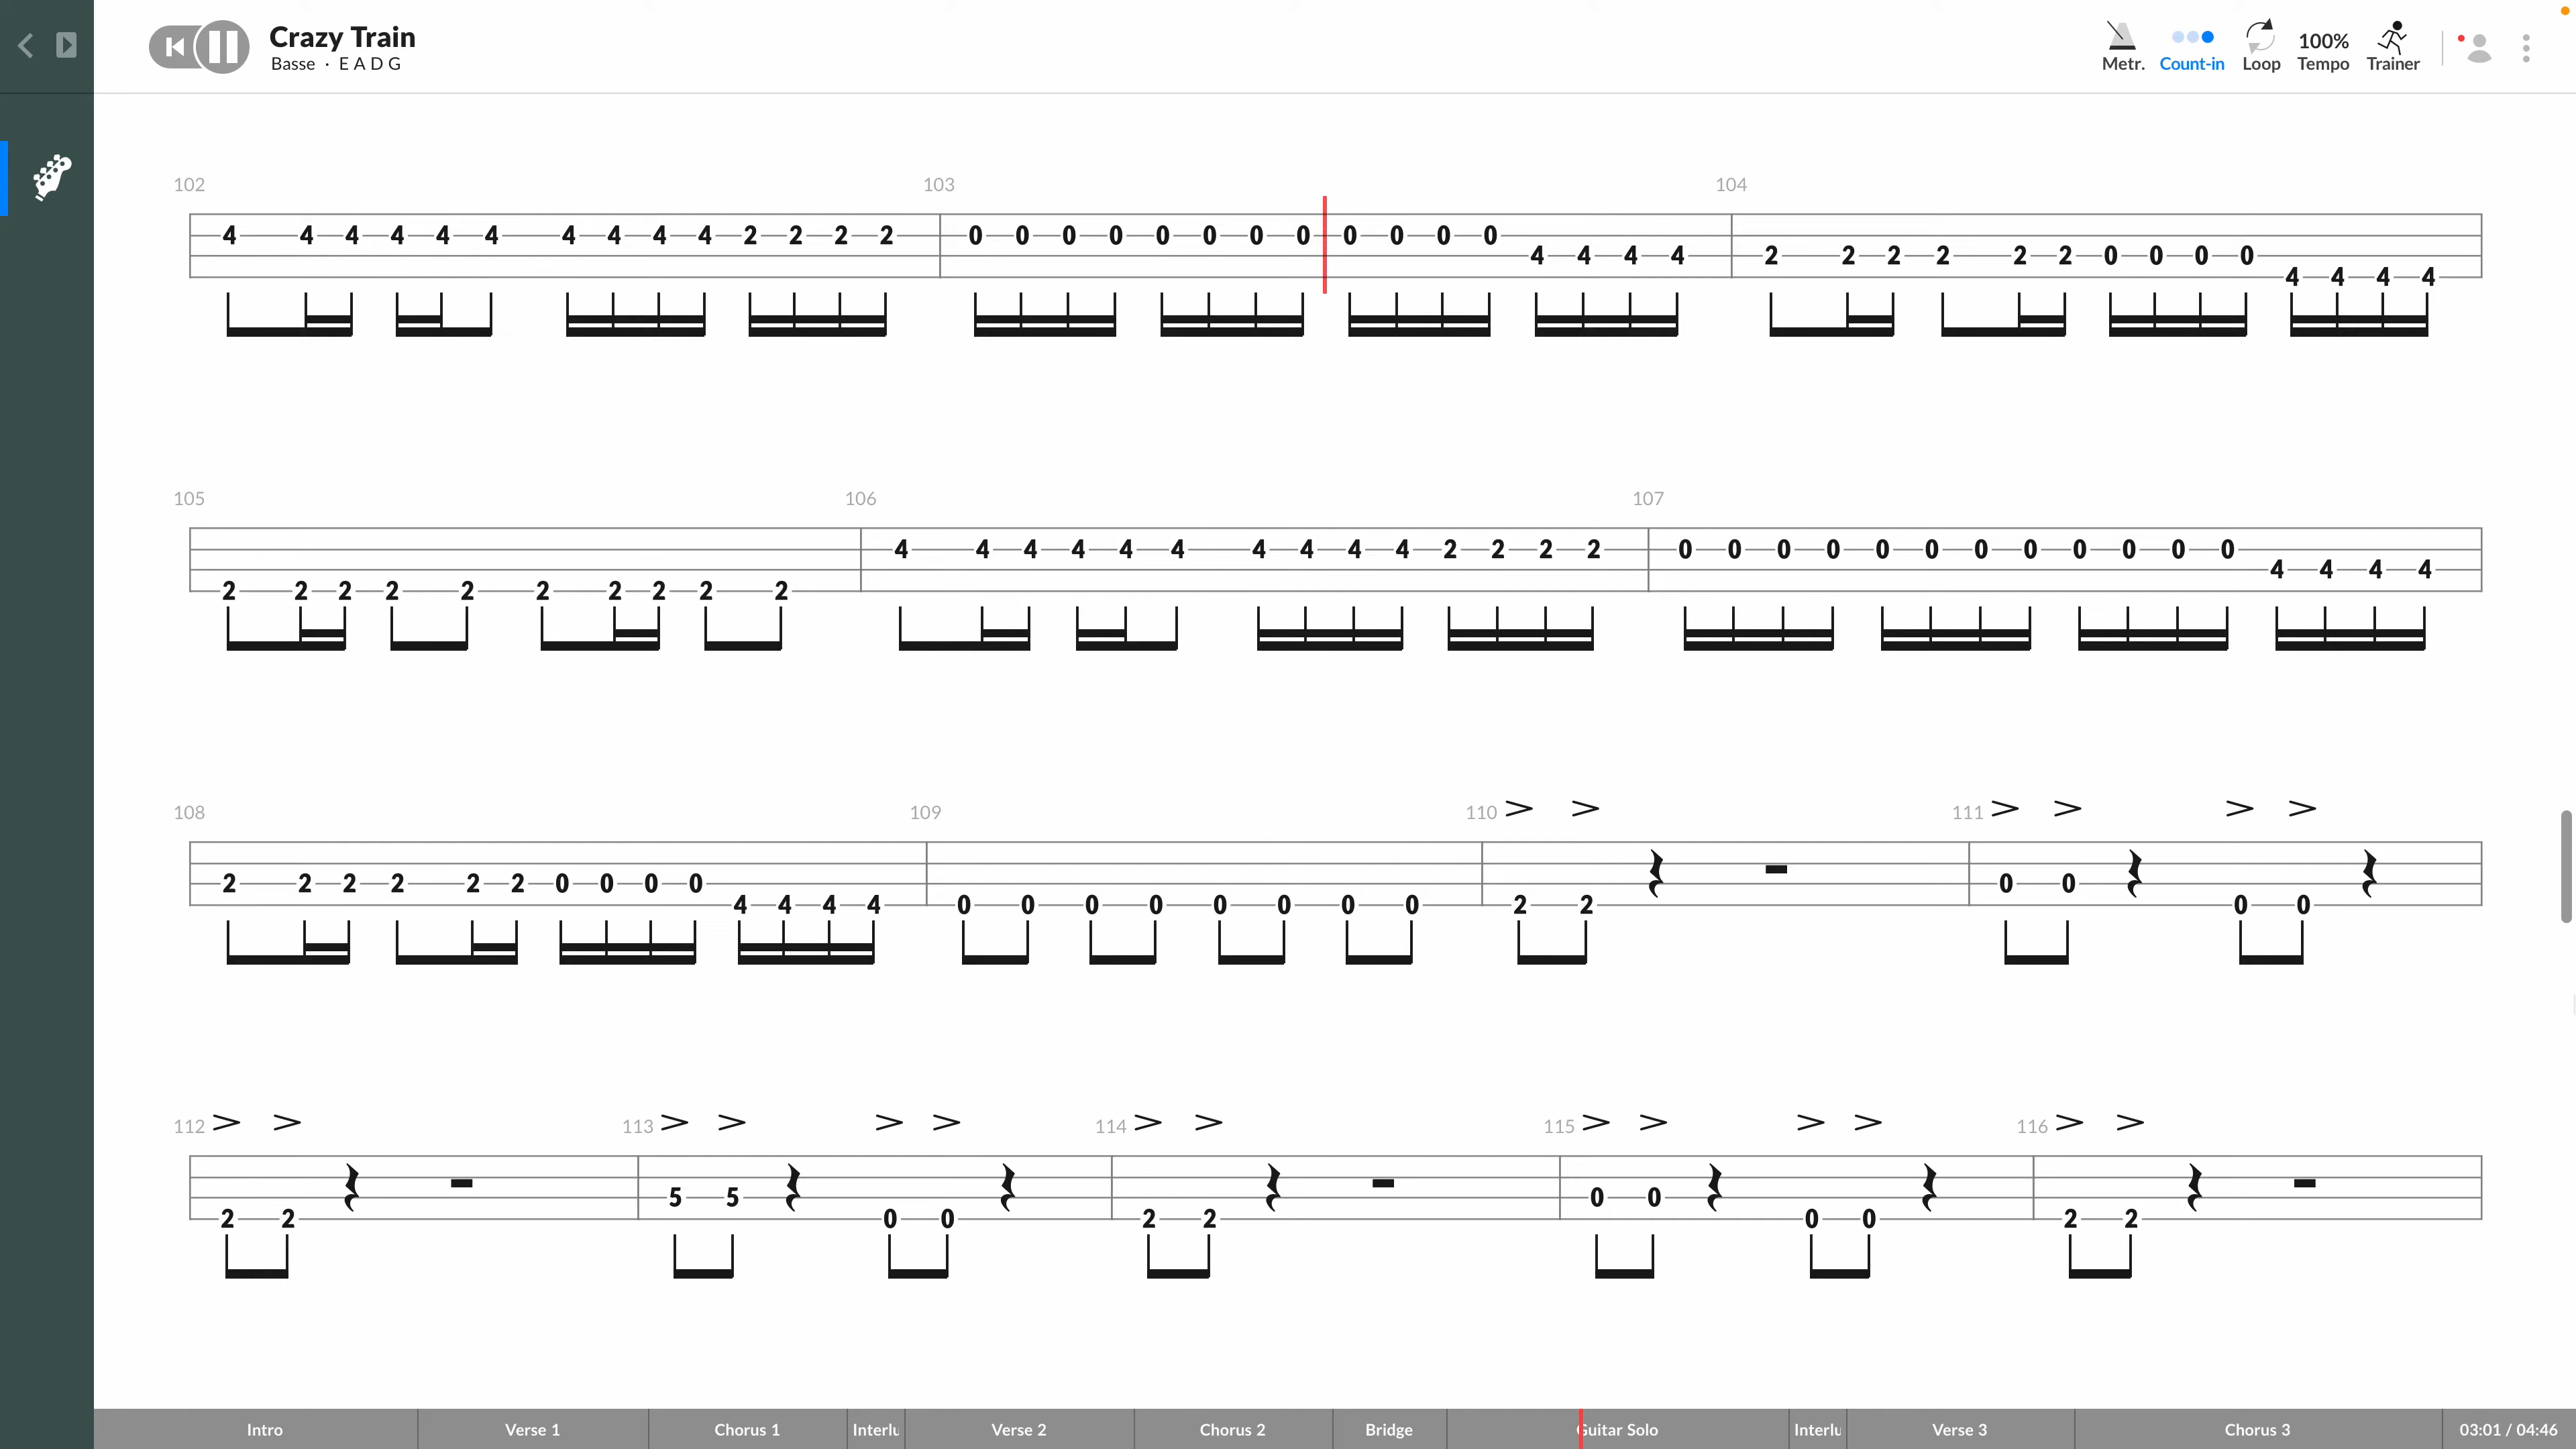 Crazy Train
Basse · E A D G
Metr. Count-in Loop 100% Tempo Trainer
102 103 104
4 4 4 4 4 4 4 4 4 4 2 2 2 2 0 0 0 0 0 0 0 0 0 0 0 0
4 4 4 4 2 2 2 2 2 2 0 0 0 0
4 4 4 4
105 106 107
4 4 4 4 4 4 4 4 4 4 2 2 2 2 0 0 0 0 0 0 0 0 0 0 0 0
4 4 4 4
2 2 2 2 2 2 2 2 2 2
108 109 110 111
2 2 2 2 2 2 0 0 0 0 0 0
4 4 4 4 0 0 0 0 0 0 0 0 2 2 0 0
112 113 114 115 116
5 5 0 0
2 2 0 0 2 2 0 0 2 2
Intro Verse 1 Chorus 1 Interlu Verse 2 Chorus 2 Bridge Guitar Solo Interlu Verse 3 Chorus 3 03:01 / 04:46